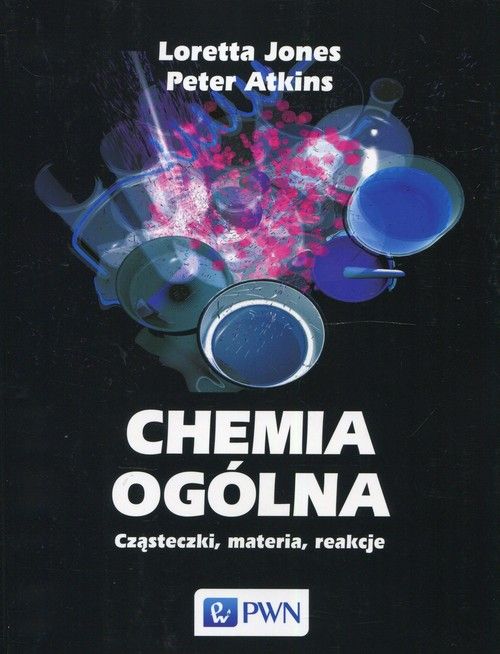 Loretta Jones
Peter Atkins
CHEMIA
OGÓLNA
Cząsteczki, materia, reakcje
PWN